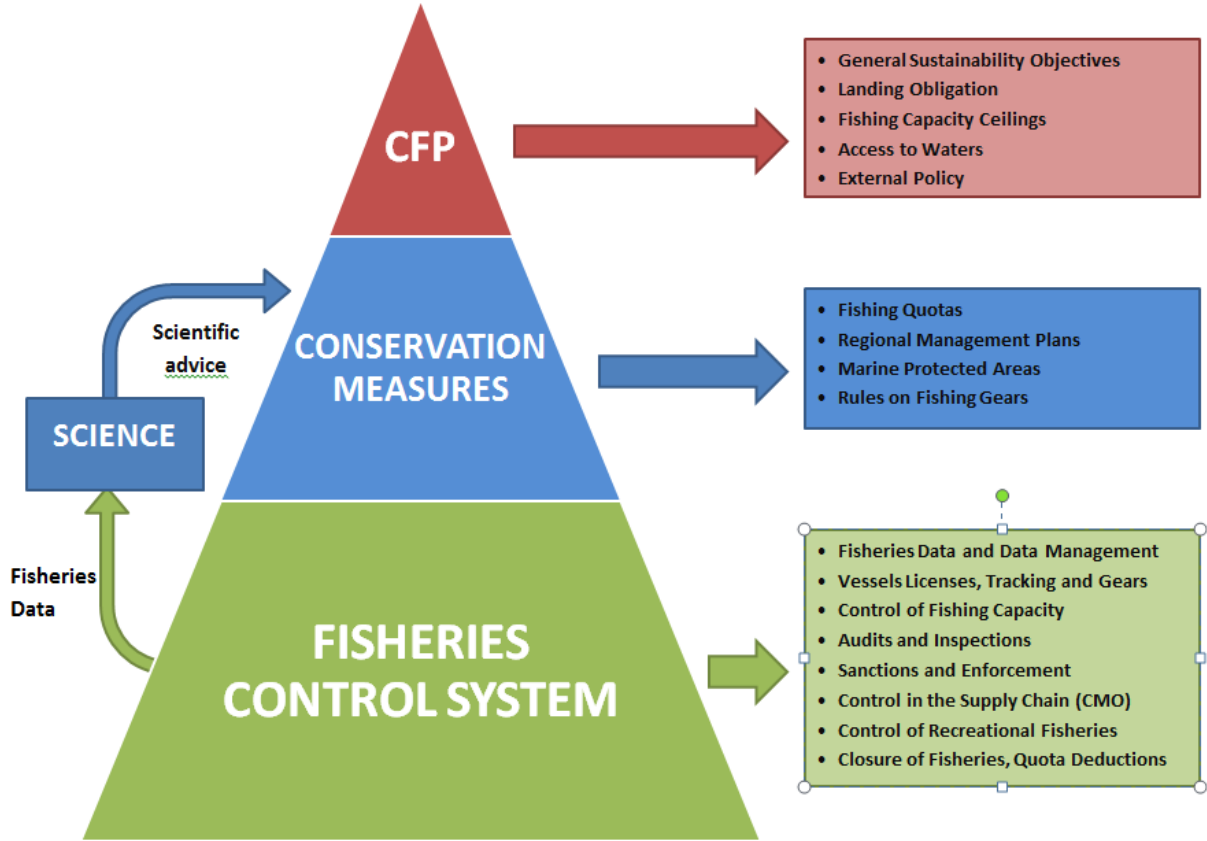 CFP
• General Sustainability Objectives
• Landing Obligation
• Fishing Capacity Ceilings
• Access to Waters
• External Policy
Scientific
advice
CONSERVATION
MEASURES
• Fishing Quotas
• Regional Management Plans
• Marine Protected Areas
• Rules on Fishing Gears
SCIENCE
Fisheries
Data
FISHERIES
CONTROL SYSTEM
• Fisheries Data and Data Management
• Vessels Licenses, Tracking and Gears
• Control of Fishing Capacity
• Audits and Inspections
• Sanctions and Enforcement
• Control in the Supply Chain (CMO)
• Control of Recreational Fisheries
• Closure of Fisheries, Quota Deductions